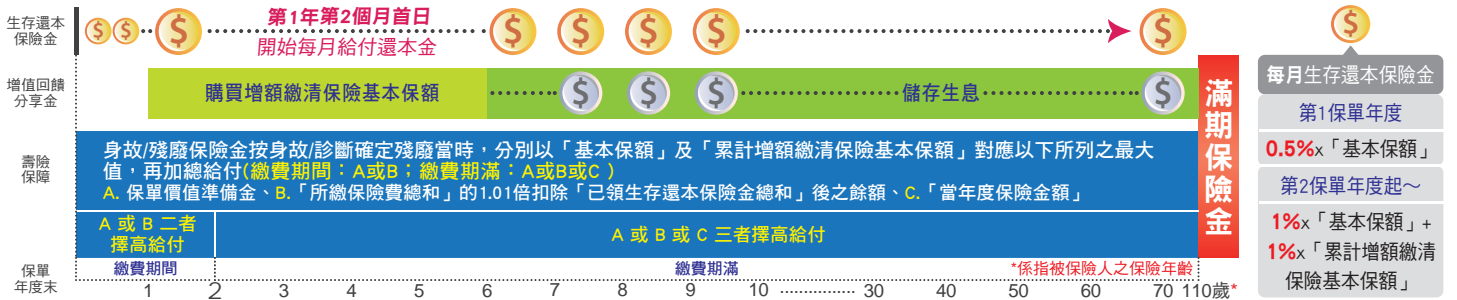 生存還本
保險金
第1年第2個月首日
開始每月給付還本金
增值回饋
分享金
購買增額繳清保險基本保額
儲存生息
壽險
保障
身故/殘廢保險金按身故/診斷確定殘廢當時，分別以「基本保額」及「累計增額繳清保險基本保額」對應以下所列之最大
值，再加總給付(繳費期間：A或B；繳費期滿：A或B或C )
A. 保單價值準備金、B.「所繳保險費總和」的1.01倍扣除「已領生存還本保險金總和」後之餘額、C.「當年度保險金額」
A 或 B 二者
擇高給付
A 或 B 或 C 三者擇高給付
滿期保險金
保單
年度末
繳費期間
繳費期滿
*係指被保險人之保險年齡
1 2 3 4 5 6 7 8 9 10 30 40 50 60 70 110歲*
每月生存還本保險金
第1保單年度
0.5%x「基本保額」
第2保單年度起～
1%x「基本保額」+
1%x「累計增額繳清
保險基本保額」